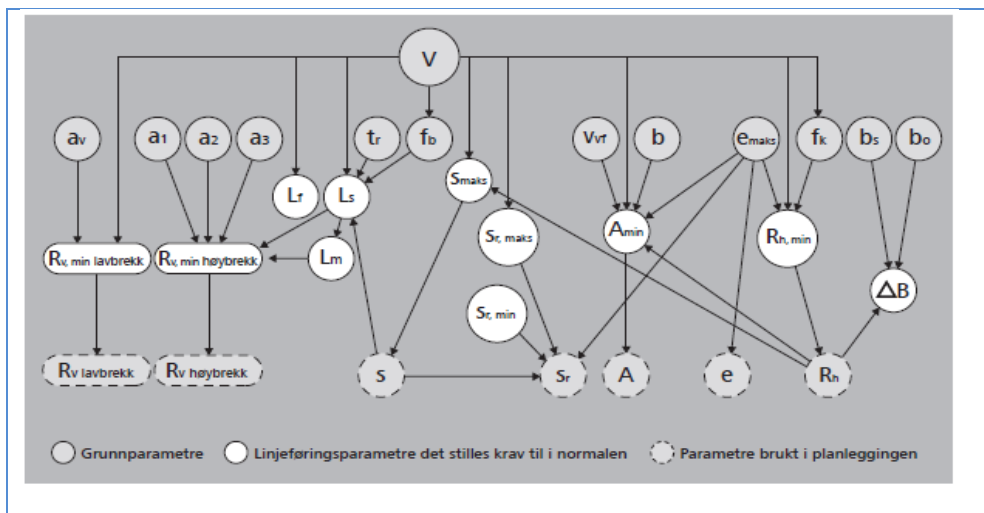 V
av a1 a2 a3 tr fb vvf b emaks fk bs bo
Lf Ls smaks
Rv, min lavbrekk Rv, min høybrekk Lm sr, maks Amin Rh, min
sr, min ΔB
Rv lavbrekk Rv høybrekk s sr A e Rh
Grunnparametre Linjeføringsparametre det stilles krav til i normalen Parametre brukt i planleggingen